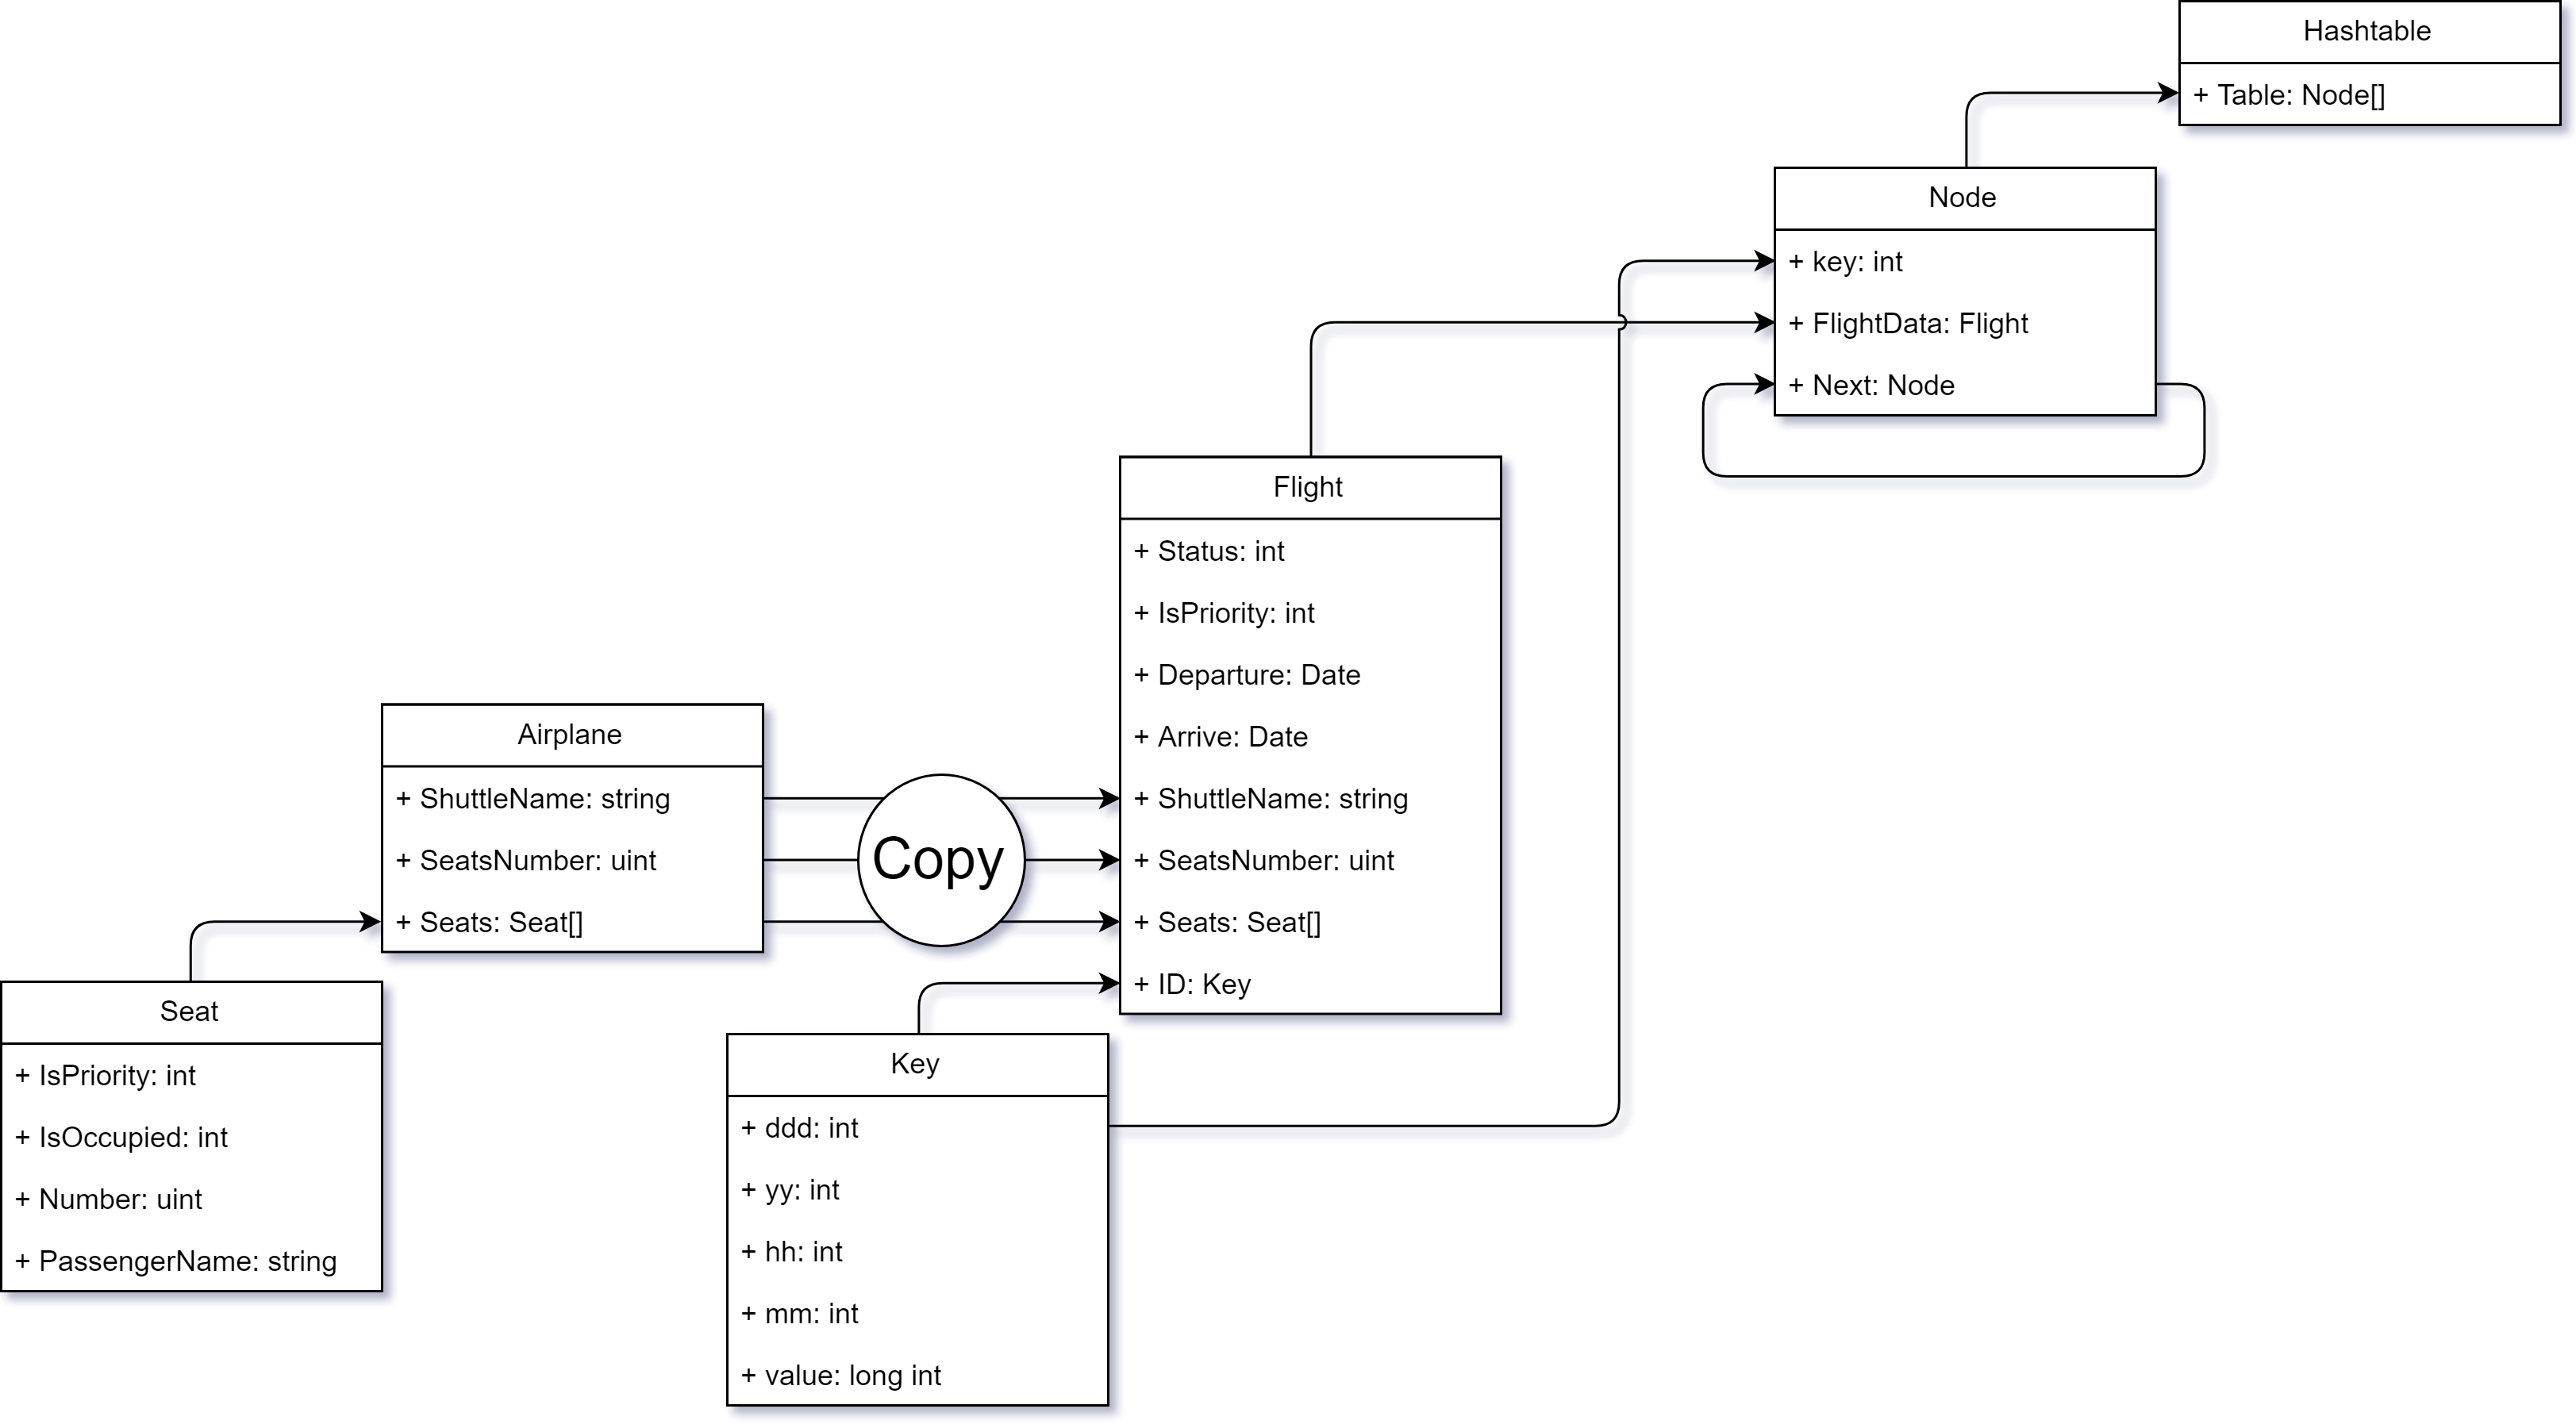 Hashtable
+ Table: Node[]
Node
+ key: int
+ FlightData: Flight
+ Next: Node
Flight
+ Status: int
+ IsPriority: int
+ Departure: Date
+ Arrive: Date
+ ShuttleName: string
+ SeatsNumber: uint
+ Seats: Seat[]
+ ID: Key
Airplane
+ ShuttleName: string
+ SeatsNumber: uint
+ Seats: Seat[]
Copy
Seat
+ IsPriority: int
+ IsOccupied: int
+ Number: uint
+ PassengerName: string
Key
+ ddd: int
+ yy: int
+ hh: int
+ mm: int
+ value: long int